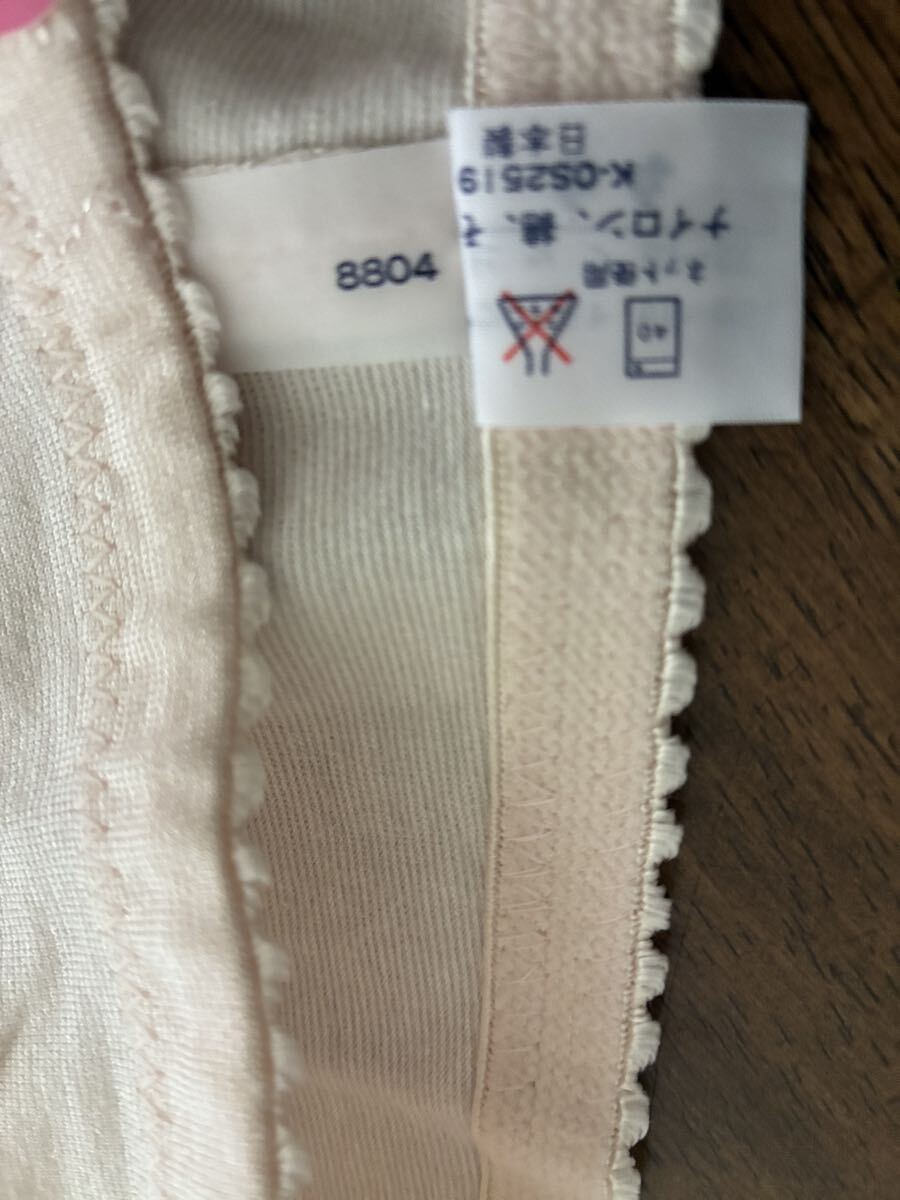 8804
ネット使用
40
ナイロン、綿、そ
K-OS2519
日本製